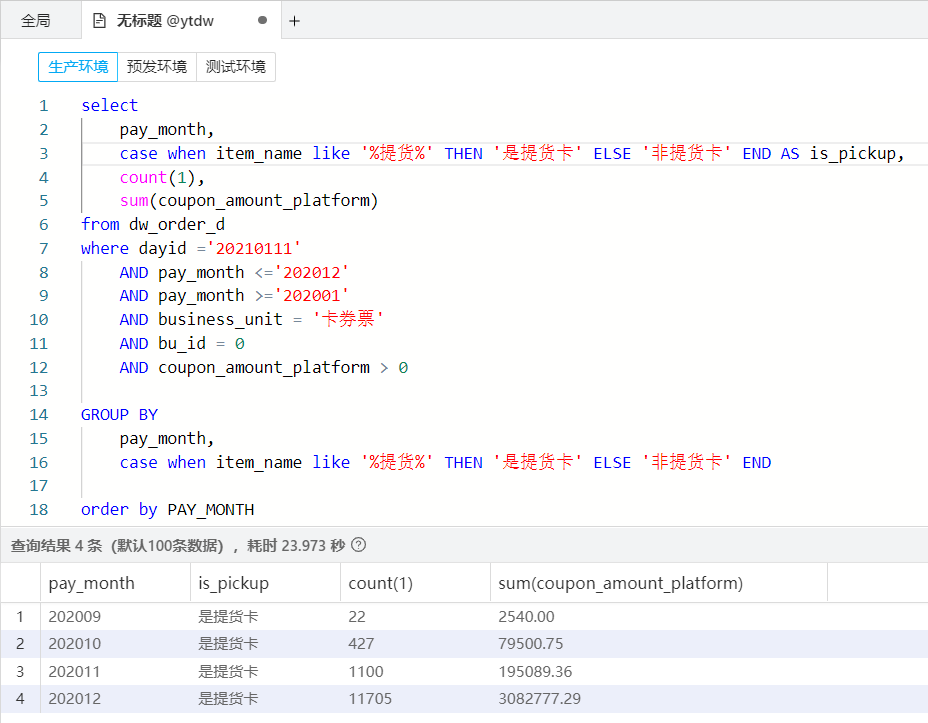 全局 无标题 @ytdw ● +
生产环境 预发环境 测试环境
1 select
2 pay_month,
3 case when item_name like '%提货%' THEN '是提货卡' ELSE '非提货卡' END AS is_pickup,
4 count(1),
5 sum(coupon_amount_platform)
6 from dw_order_d
7 where dayid ='20210111'
8 AND pay_month <='202012'
9 AND pay_month >='202001'
10 AND business_unit = '卡券票'
11 AND bu_id = 0
12 AND coupon_amount_platform > 0
13
14 GROUP BY
15 pay_month,
16 case when item_name like '%提货%' THEN '是提货卡' ELSE '非提货卡' END
17
18 order by PAY_MONTH
查询结果 4 条（默认100条数据），耗时 23.973 秒 ?
pay_month is_pickup count(1) sum(coupon_amount_platform)
1 202009 是提货卡 22 2540.00
2 202010 是提货卡 427 79500.75
3 202011 是提货卡 1100 195089.36
4 202012 是提货卡 11705 3082777.29